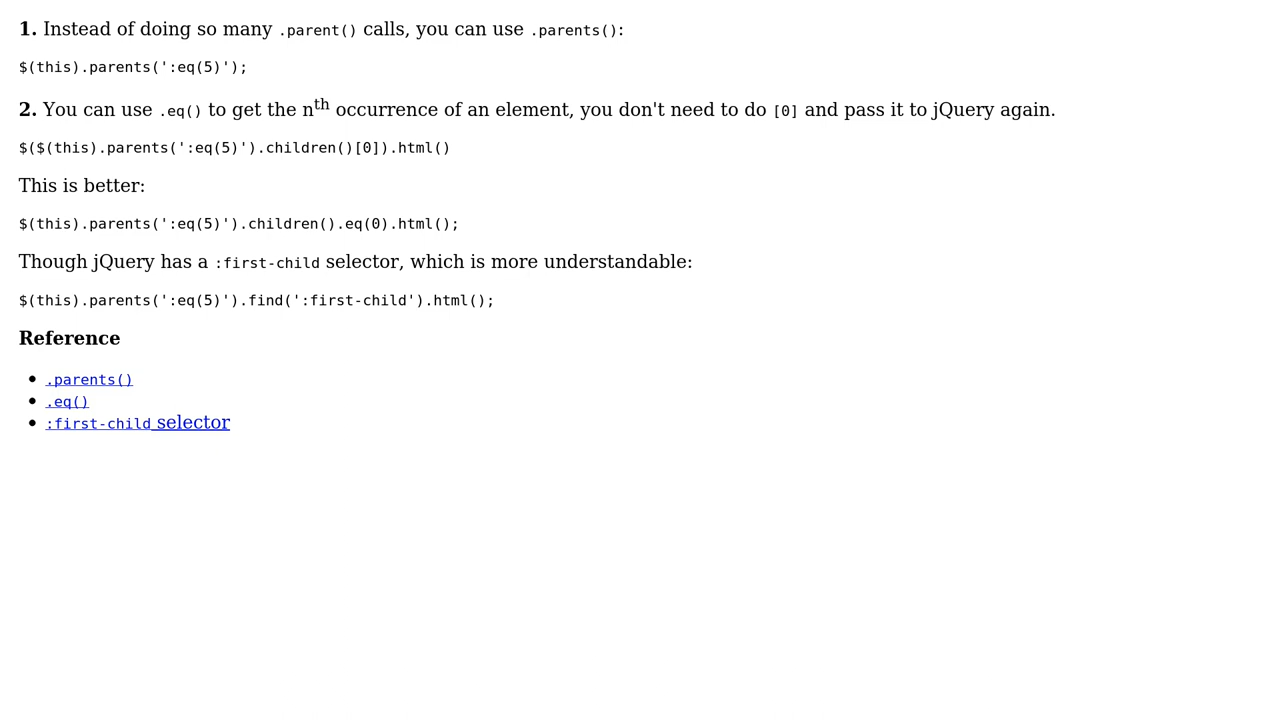 1. Instead of doing so many .parent() calls, you can use .parents():
$(this).parents(':eq(5)');
2. You can use .eq() to get the nth occurrence of an element, you don't need to do [0] and pass it to jQuery again.
$($(this).parents(':eq(5)').children()[0]).html()
This is better:
$(this).parents(':eq(5)').children().eq(0).html();
Though jQuery has a :first-child selector, which is more understandable:
$(this).parents(':eq(5)').find(':first-child').html();
Reference
• .parents()
• .eq()
• :first-child selector